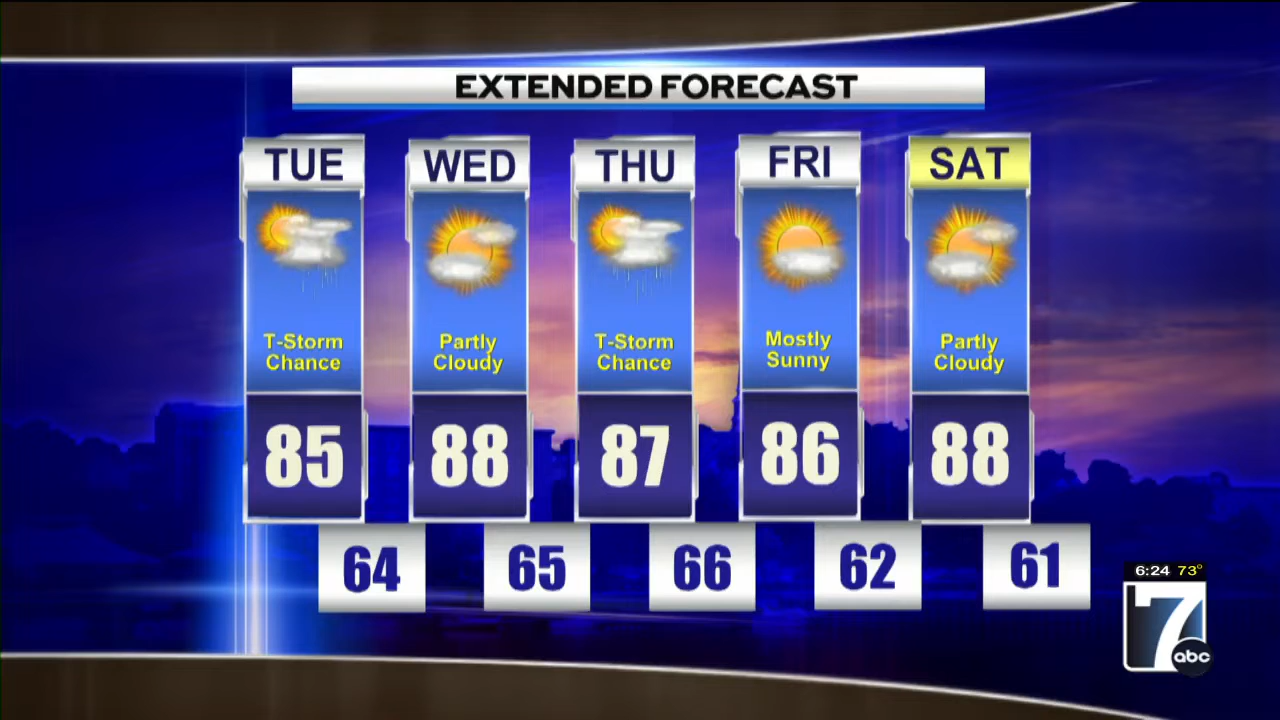 EXTENDED FORECAST
TUE WED THU FRI SAT
T-Storm Chance
Partly Cloudy
T-Storm Chance
Mostly Sunny
Partly Cloudy
85 88 87 86 88
64 65 66 62 61
6:24 73°
7
abc